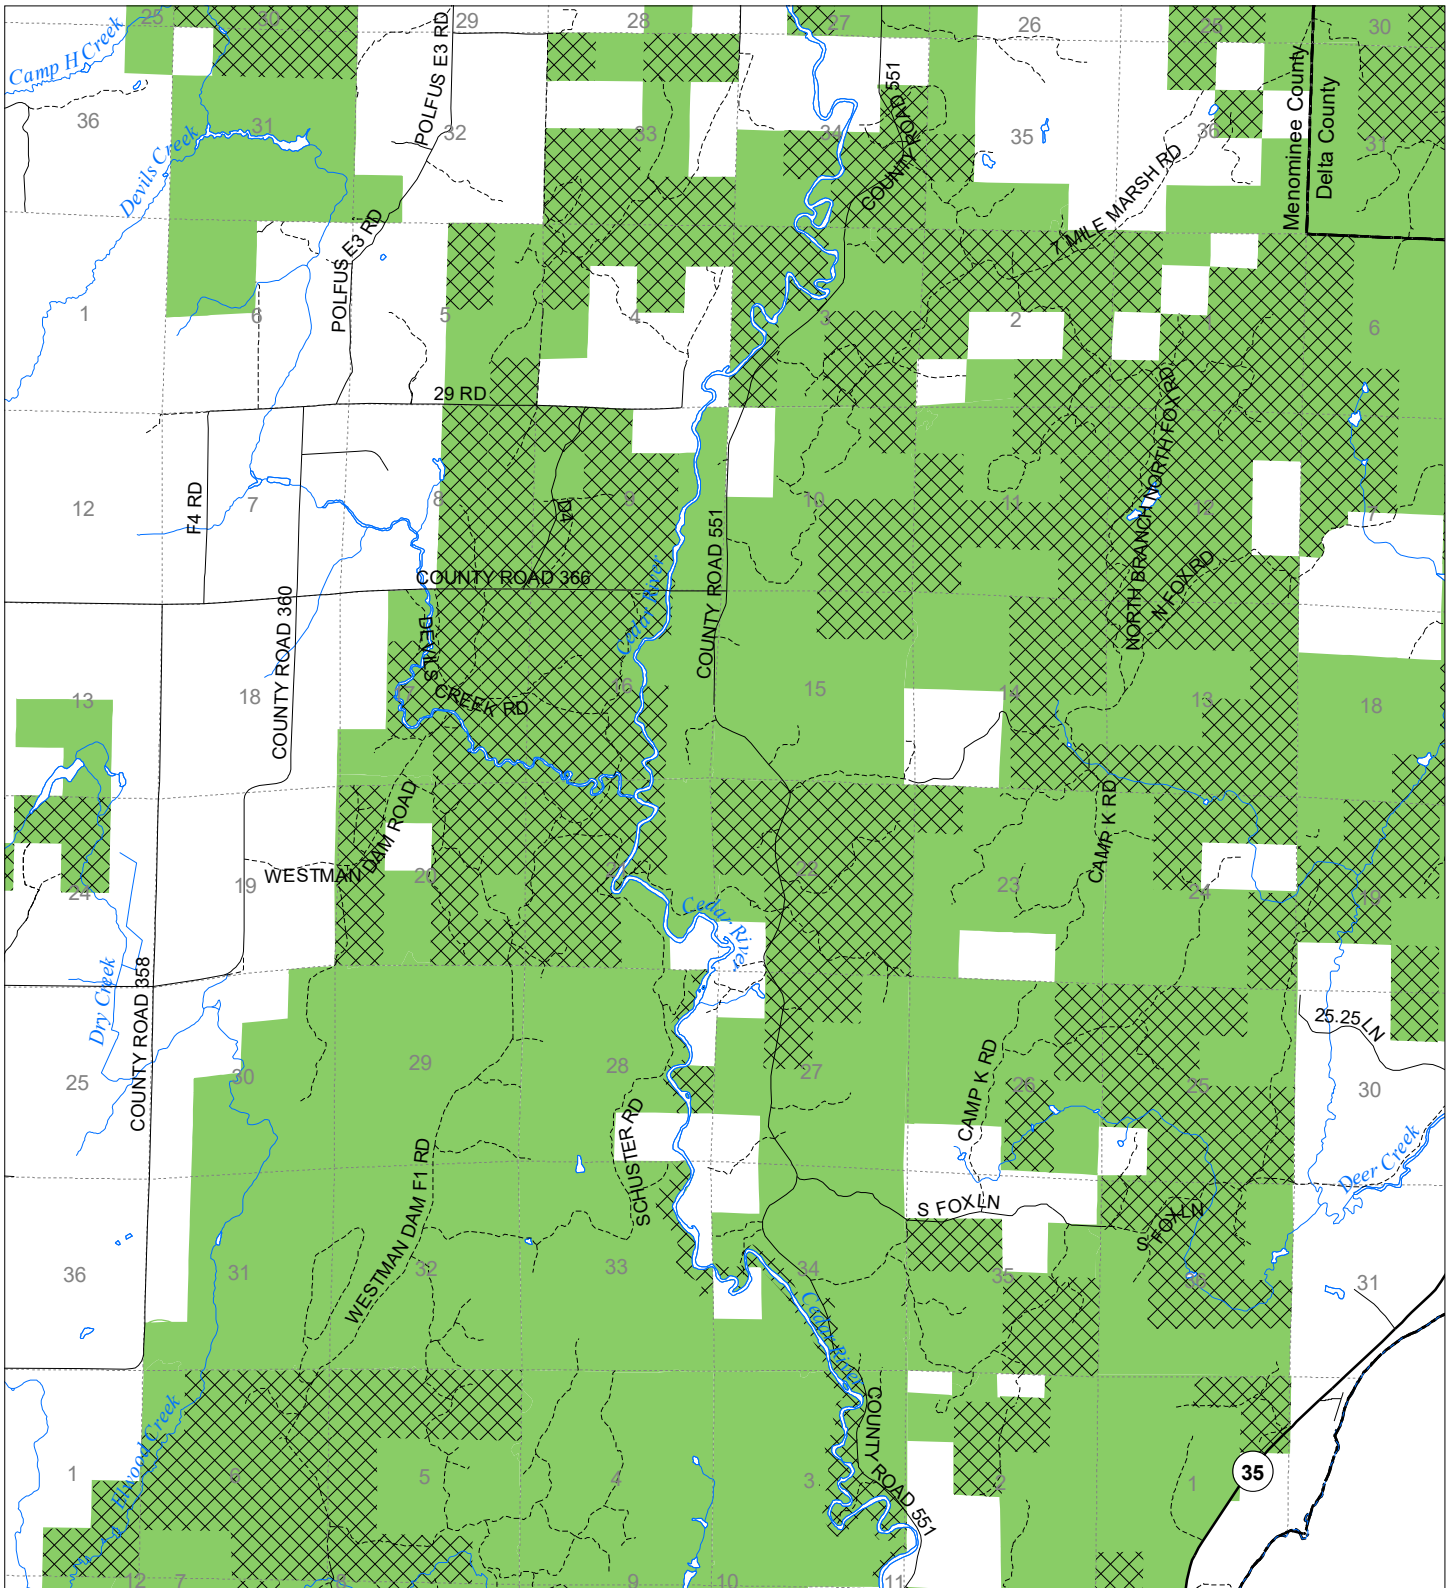 25
30
29
28
27
26
25
30
Camp H Creek
POLFUS E3 RD
COUNTY ROAD 551
Menominee County
Delta County
36
31
32
33
34
35
36
31
Devils Creek
7 MILE MARSH RD
POLFUS E3 RD
1
6
5
4
3
2
1
6
29 RD
NORTH BRANCH NORTH FOX RD
F4 RD
12
7
8
9
10
11
12
7
D4
COUNTY ROAD 366
COUNTY ROAD 360
Cedar River
COUNTY ROAD 551
N FOX RD
DEVILS CREEK RD
13
18
17
16
15
14
13
18
WESTMAN DAM ROAD
CAMP K RD
24
19
20
21
22
23
24
19
Cedar River
Dry Creek
COUNTY ROAD 358
25.25 LN
25
30
29
28
27
26
25
30
CAMP K RD
SCHUSTER RD
WESTMAN DAM F1 RD
Deer Creek
S FOX LN
S FOX LN
36
31
32
33
34
35
36
31
Cedar River
COUNTY ROAD 551
Illwood Creek
1
6
5
4
3
2
1
35
12
7
8
9
10
11